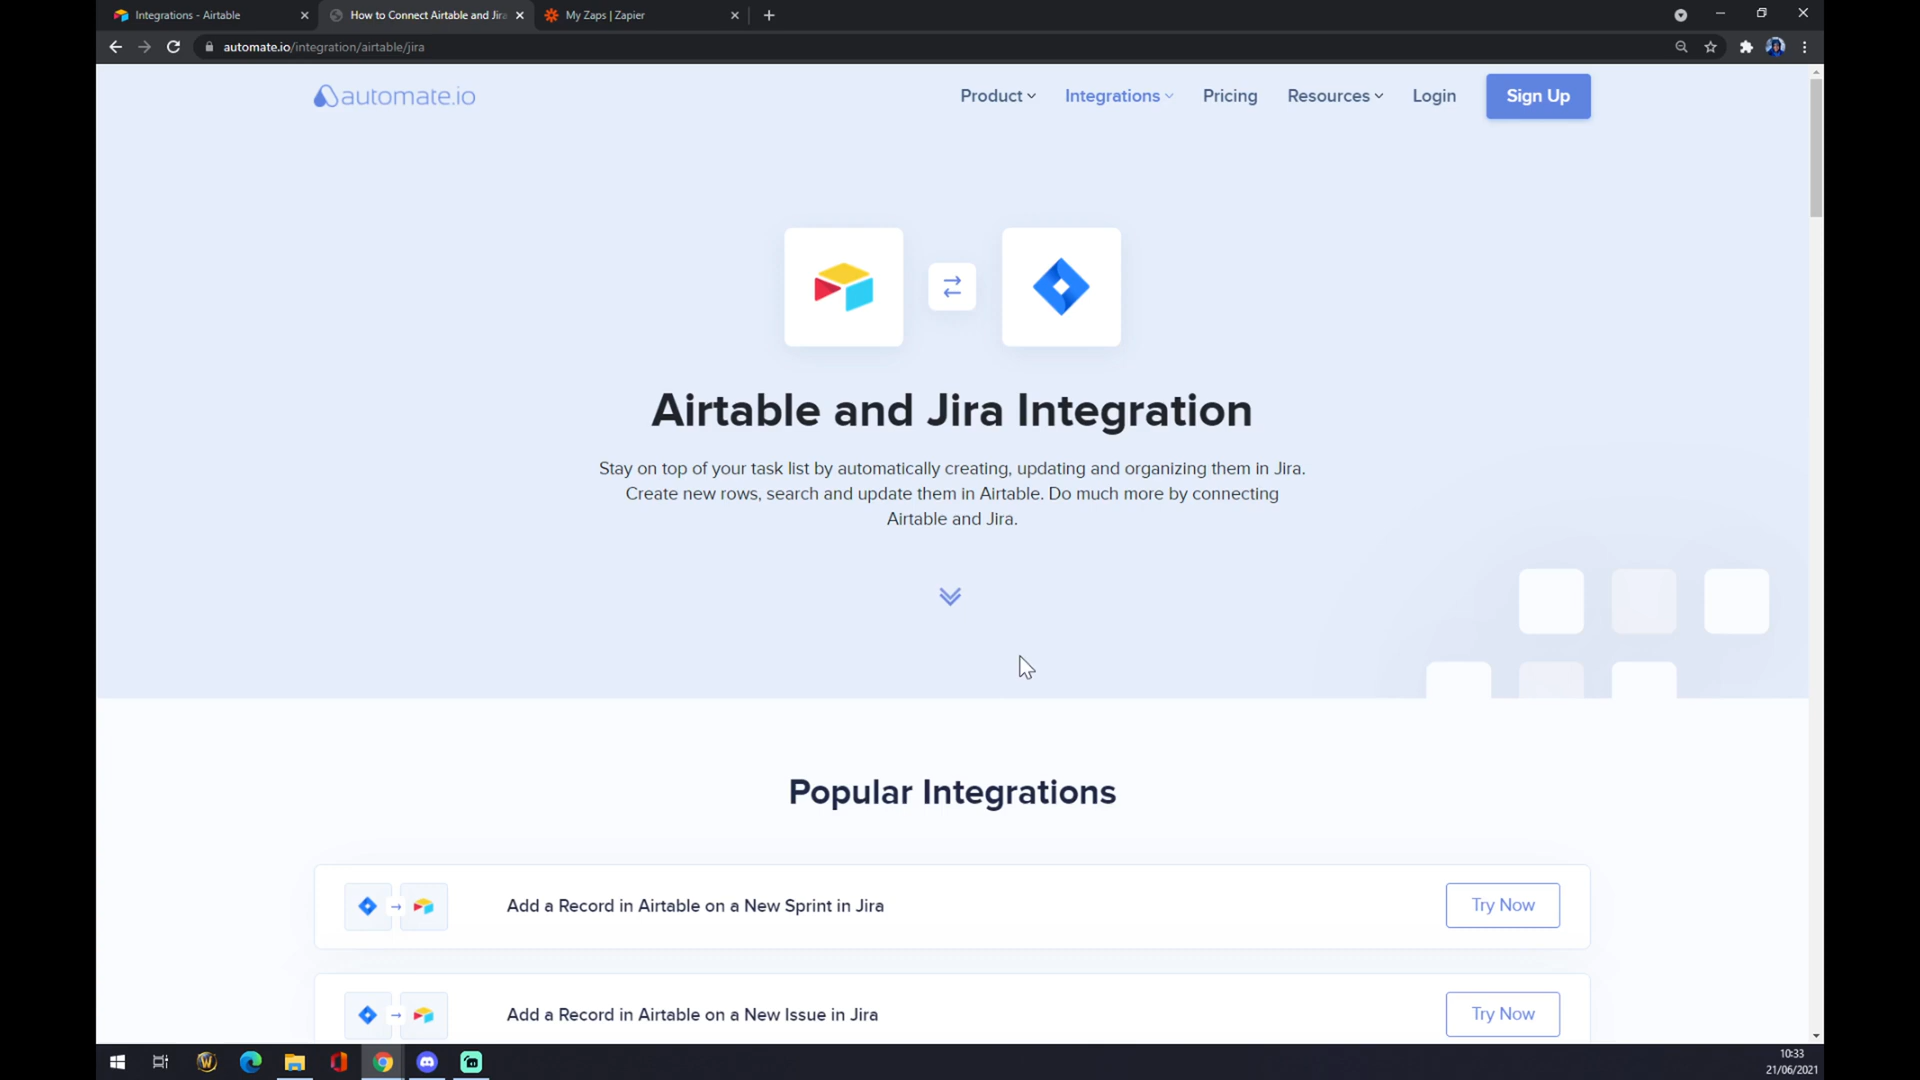 Integrations - Airtable
How to Connect Airtable and Jira
My Zaps | Zapier
automate.io/integration/airtable/jira
automate.io
Product
Integrations
Pricing
Resources
Login
Sign Up
Airtable and Jira Integration
Stay on top of your task list by automatically creating, updating and organizing them in Jira.
Create new rows, search and update them in Airtable. Do much more by connecting
Airtable and Jira.
Popular Integrations
Add a Record in Airtable on a New Sprint in Jira
Try Now
Add a Record in Airtable on a New Issue in Jira
Try Now
10:33
21/06/2021